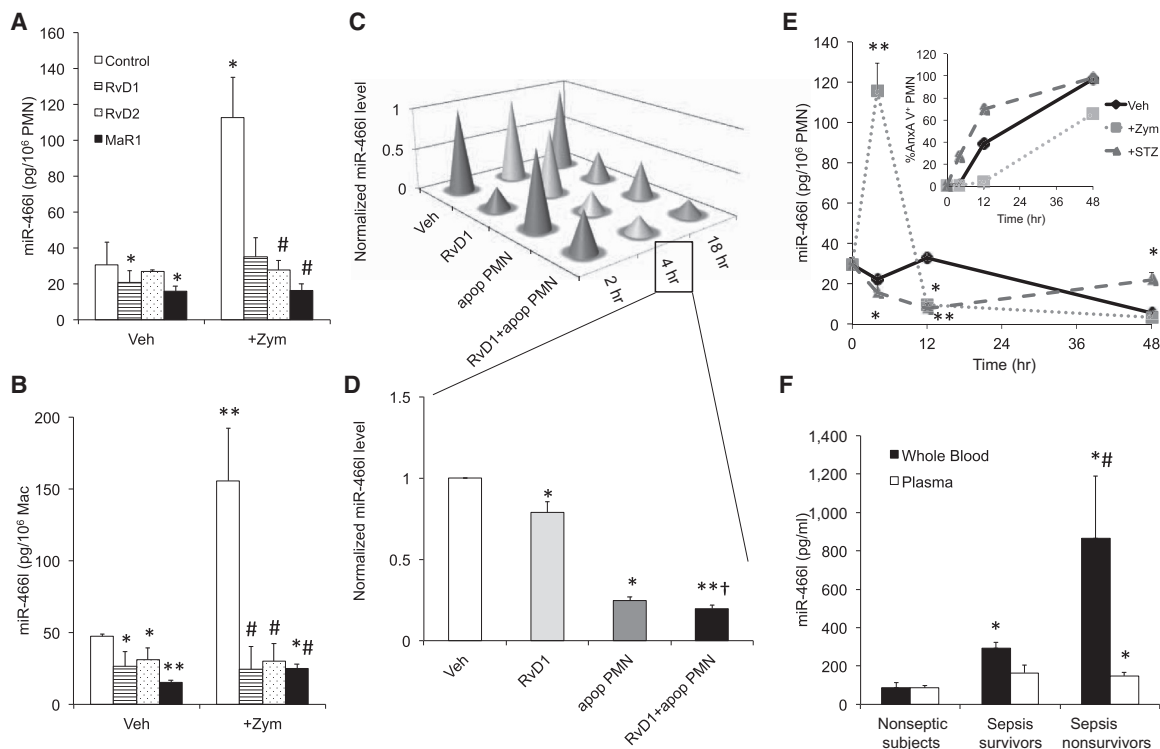 A
160
140
120
100
80
60
40
20
0
miR-466l (pg/10⁶ PMN)
Control
RvD1
RvD2
MaR1
*
*
*
#
#
Veh
+Zym
B
200
150
100
50
0
miR-466l (pg/10⁶ Mac
**
*
*
**
#
#
*#
Veh
+Zym
C
Normalized miR-466l level
1
0.5
0
Veh
RvD1
apop PMN
RvD1+apop PMN
2 hr
4 hr
18 hr
D
Normalized miR-466l level
1.5
1
0.5
0
*
*
**†
Veh
RvD1
apop PMN
RvD1+apop PMN
E
140
120
100
80
60
40
20
0
miR-466l (pg/10⁶ PMN)
**
*
*
**
*
0
12
24
36
48
Time (hr)
120
100
80
60
40
20
0
%AnxA V⁺ PMN
0
12
24
36
48
Time (hr)
Veh
+Zym
+STZ
F
1,400
1,200
1,000
800
600
400
200
0
miR-466l (pg/ml)
Whole Blood
Plasma
*
*#
*
Nonseptic subjects
Sepsis survivors
Sepsis nonsurvivors